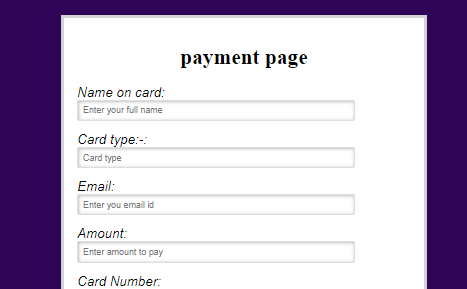 payment page
Name on card:
Enter your full name
Card type:-:
Card type
Email:
Enter you email id
Amount:
Enter amount to pay
Card Number: